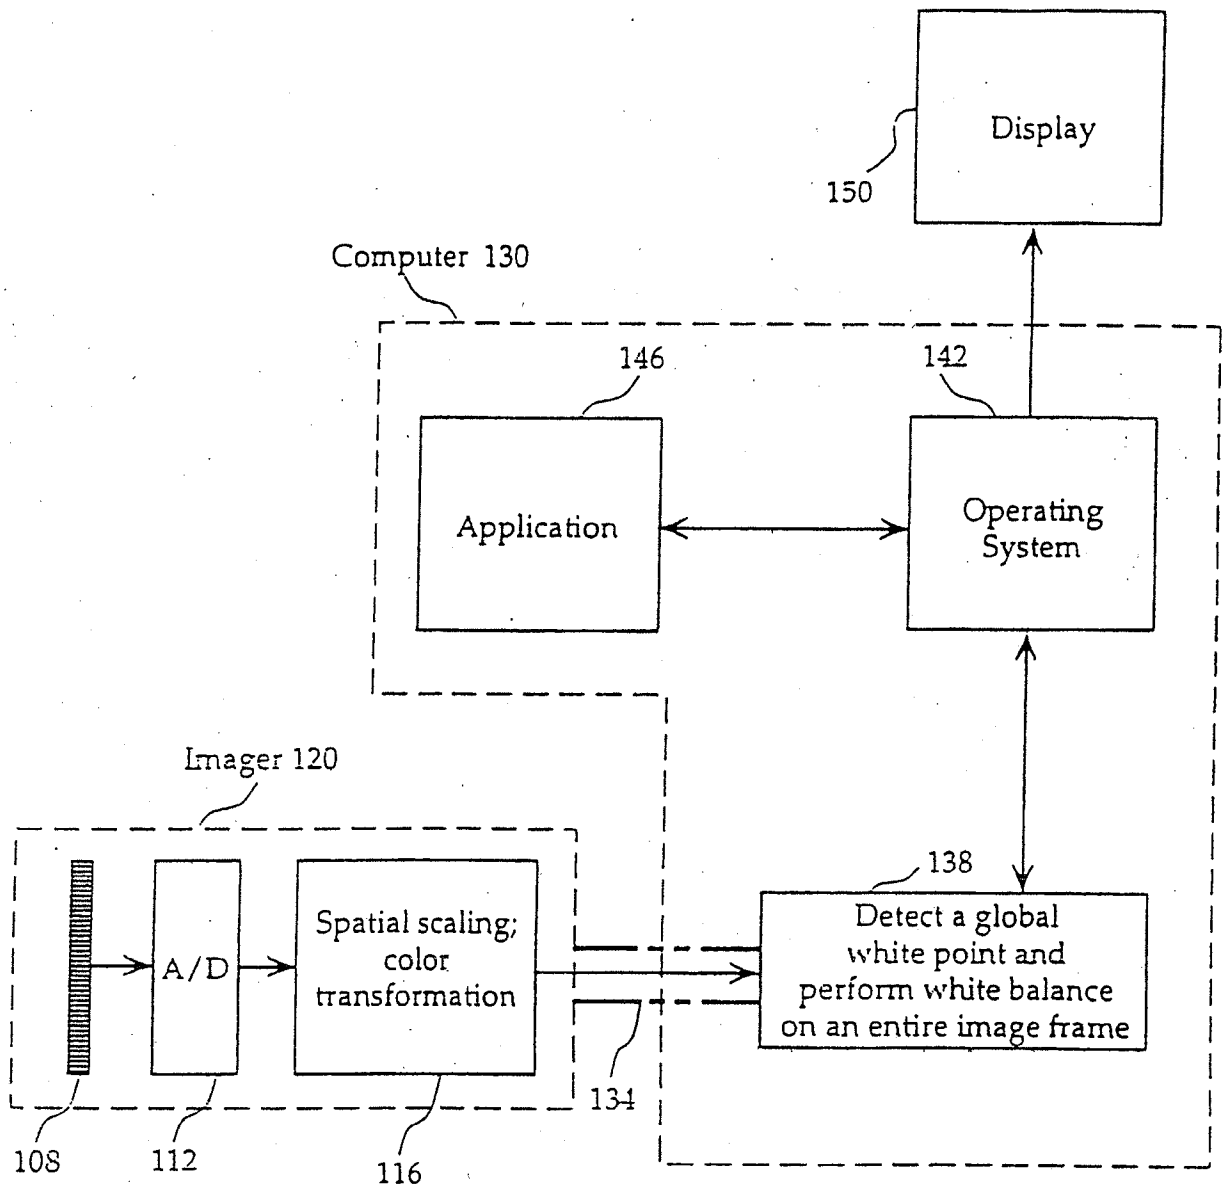 Display
150
Computer 130
146
142
Application
Operating
System
Imager 120
138
A/D
Spatial scaling;
color
transformation
Detect a global
white point and
perform white balance
on an entire image frame
134
108
112
116